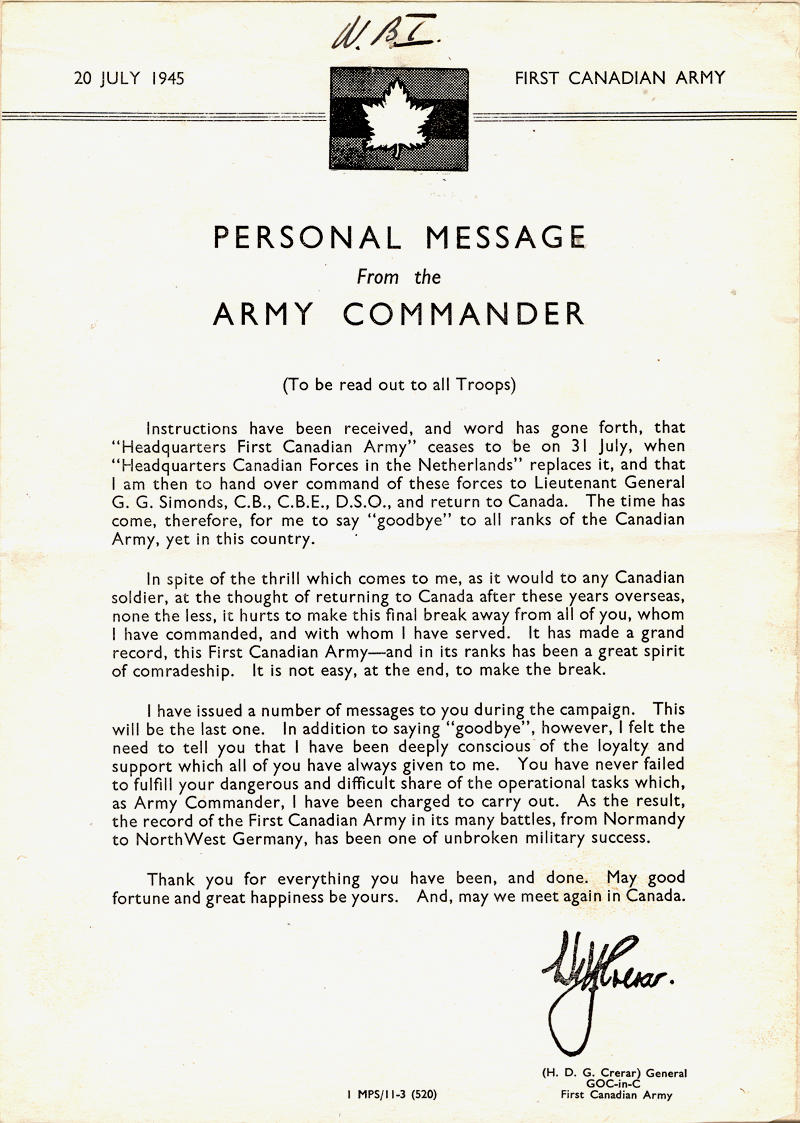 W. B I.
20 JULY 1945
FIRST CANADIAN ARMY
PERSONAL MESSAGE
From the
ARMY COMMANDER
(To be read out to all Troops)
Instructions have been received, and word has gone forth, that
“Headquarters First Canadian Army” ceases to be on 31 July, when
“Headquarters Canadian Forces in the Netherlands” replaces it, and that
I am then to hand over command of these forces to Lieutenant General
G. G. Simonds, C.B., C.B.E., D.S.O., and return to Canada. The time has
come, therefore, for me to say “goodbye” to all ranks of the Canadian
Army, yet in this country.
In spite of the thrill which comes to me, as it would to any Canadian
soldier, at the thought of returning to Canada after these years overseas,
none the less, it hurts to make this final break away from all of you, whom
I have commanded, and with whom I have served. It has made a grand
record, this First Canadian Army—and in its ranks has been a great spirit
of comradeship. It is not easy, at the end, to make the break.
I have issued a number of messages to you during the campaign. This
will be the last one. In addition to saying “goodbye”, however, I felt the
need to tell you that I have been deeply conscious of the loyalty and
support which all of you have always given to me. You have never failed
to fulfill your dangerous and difficult share of the operational tasks which,
as Army Commander, I have been charged to carry out. As the result,
the record of the First Canadian Army in its many battles, from Normandy
to NorthWest Germany, has been one of unbroken military success.
Thank you for everything you have been, and done. May good
fortune and great happiness be yours. And, may we meet again in Canada.
HDGCrerar.
(H. D. G. Crerar) General
GOC-in-C
First Canadian Army
1 MPS/11-3 (520)